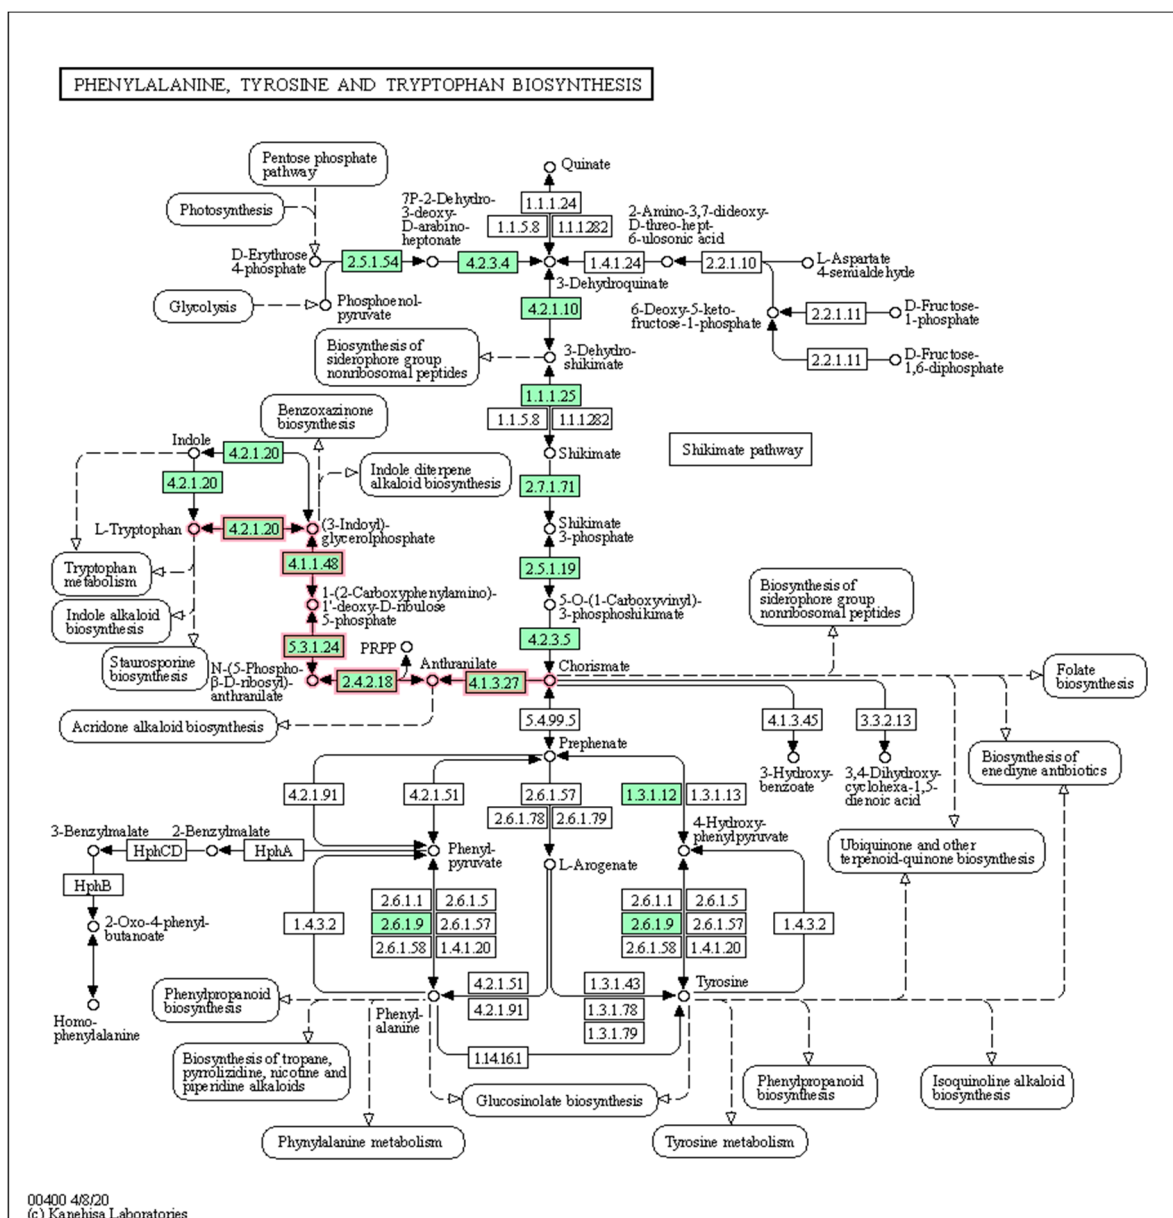 PHENYLALANINE, TYROSINE AND TRYPTOPHAN BIOSYNTHESIS
Pentose phosphate
pathway
Photosynthesis
D-Erythrose
4-phosphate
2.5.1.54
7P-2-Dehydro-
3-deoxy-
D-arabino-
heptonate
4.2.3.4
Quinate
1.1.1.24
1.1.5.8
1.1.1.282
2-Amino-3,7-dideoxy-
D-threo-hept-
6-ulosonic acid
1.4.1.24
2.2.1.10
L-Aspartate
4-semialdehyde
3-Dehydroquinate
Glycolysis
Phosphoenol-
pyruvate
4.2.1.10
6-Deoxy-5-keto-
fructose-1-phosphate
2.2.1.11
D-Fructose-
1-phosphate
2.2.1.11
D-Fructose-
1,6-diphosphate
Biosynthesis of
siderophore group
nonribosomal peptides
3-Dehydro-
shikimate
1.1.1.25
1.1.5.8
1.1.1.282
Shikimate pathway
Benzoxazinone
biosynthesis
Indole
4.2.1.20
4.2.1.20
Indole diterpene
alkaloid biosynthesis
Shikimate
2.7.1.71
L-Tryptophan
4.2.1.20
(3-Indoyl)-
glycerolphosphate
Shikimate
3-phosphate
4.1.1.48
2.5.1.19
Tryptophan
metabolism
1-(2-Carboxyphenylamino)-
1'-deoxy-D-ribulose
5-phosphate
5-O-(1-Carboxyvinyl)-
3-phosphoshikimate
Biosynthesis of
siderophore group
nonribosomal peptides
Indole alkaloid
biosynthesis
5.3.1.24
4.2.3.5
Staurosporine
biosynthesis
N-(5-Phospho-
β-D-ribosyl)-
anthranilate
PRPP
2.4.2.18
Anthranilate
4.1.3.27
Chorismate
Folate
biosynthesis
Acridone alkaloid biosynthesis
5.4.99.5
4.1.3.45
3.3.2.13
Prephenate
3-Hydroxy-
benzoate
3,4-Dihydroxy-
cyclohexa-1,5-
dienoic acid
Biosynthesis of
enediyne antibiotics
4.2.1.91
4.2.1.51
2.6.1.57
2.6.1.78
2.6.1.79
1.3.1.12
1.3.1.13
3-Benzylmalate
2-Benzylmalate
HphCD
HphA
Phenyl-
pyruvate
L-Arogenate
4-Hydroxy-
phenylpyruvate
Ubiquinone and other
terpenoid-quinone biosynthesis
HphB
2-Oxo-4-phenyl-
butanoate
1.4.3.2
2.6.1.1
2.6.1.5
2.6.1.9
2.6.1.57
2.6.1.58
1.4.1.20
2.6.1.1
2.6.1.5
2.6.1.9
2.6.1.57
2.6.1.58
1.4.1.20
1.4.3.2
Homo-
phenylalanine
Phenylpropanoid
biosynthesis
Phenyl-
alanine
4.2.1.51
4.2.1.91
1.3.1.43
1.3.1.78
1.3.1.79
Tyrosine
1.14.16.1
Biosynthesis of tropane,
pyrrolizidine, nicotine and
piperidine alkaloids
Glucosinolate biosynthesis
Phenylpropanoid
biosynthesis
Isoquinoline alkaloid
biosynthesis
Phynylalanine metabolism
Tyrosine metabolism
00400 4/8/20
(c) Kanehisa Laboratories